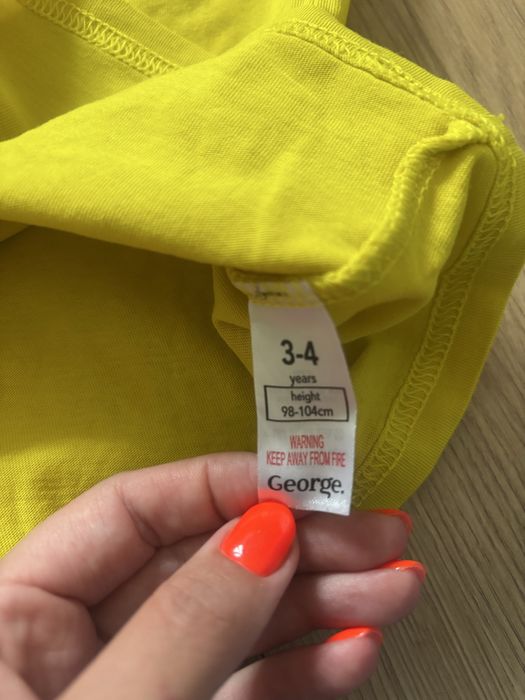 3-4
years
height
98-104cm
WARNING
KEEP AWAY FROM FIRE
George.